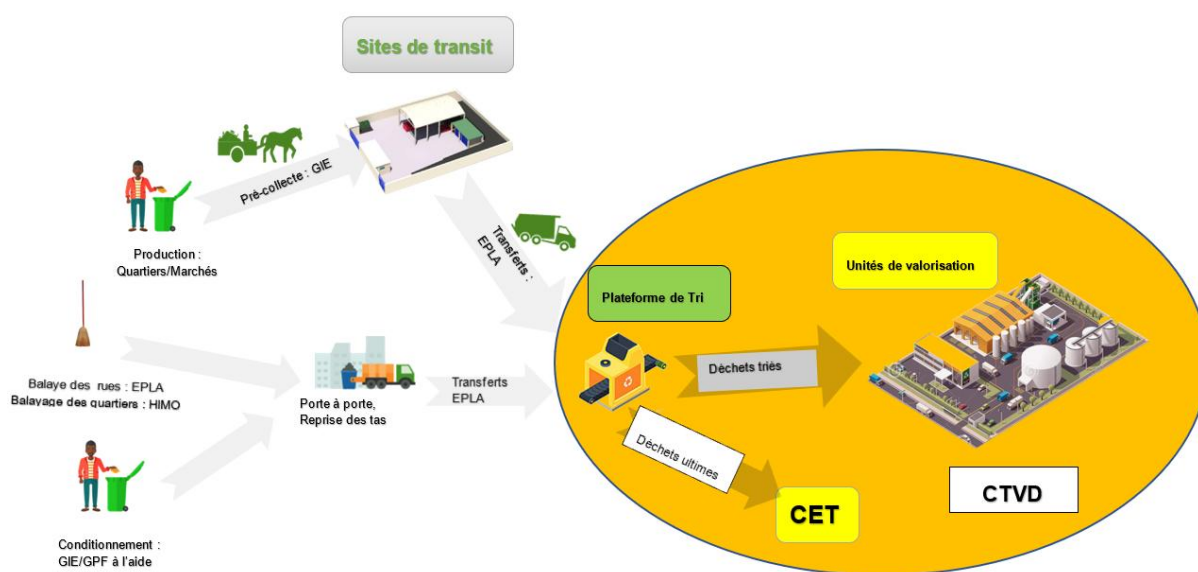 Sites de transit
Pré-collecte : GIE
Production :
Quartiers/Marchés
Transferts :
EPLA
Plateforme de Tri
Unités de valorisation
Déchets triés
Balaye des rues : EPLA
Balayage des quartiers : HIMO
Porte à porte,
Reprise des tas
Transferts
EPLA
Déchets ultimes
CET
CTVD
Conditionnement :
GIE/GPF à l'aide